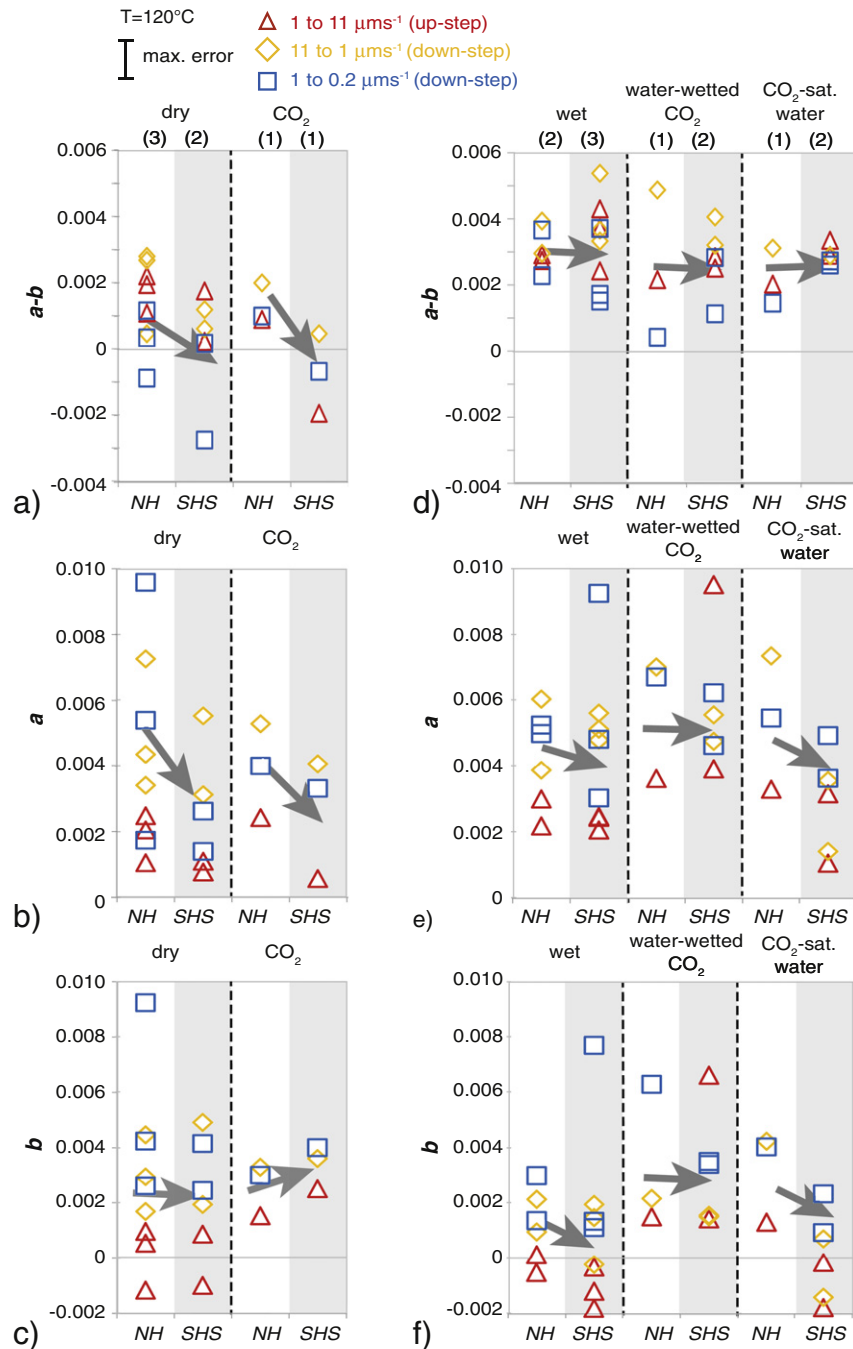 T=120°C
max. error
1 to 11 μms⁻¹ (up-step)
11 to 1 μms⁻¹ (down-step)
1 to 0.2 μms⁻¹ (down-step)
dry CO₂
(3) (2) (1) (1)
0.006
0.004
0.002
0
-0.002
-0.004
a-b
NH SHS NH SHS
a)
wet water-wetted CO₂ CO₂-sat. water
(2) (3) (1) (2) (1) (2)
0.006
0.004
0.002
0
-0.002
-0.004
a-b
NH SHS NH SHS NH SHS
d)
dry CO₂
0.010
0.008
0.006
0.004
0.002
0
a
NH SHS NH SHS
b)
wet water-wetted CO₂ CO₂-sat. water
0.010
0.008
0.006
0.004
0.002
0
a
NH SHS NH SHS NH SHS
e)
dry CO₂
0.010
0.008
0.006
0.004
0.002
0
-0.002
b
NH SHS NH SHS
c)
wet water-wetted CO₂ CO₂-sat. water
0.010
0.008
0.006
0.004
0.002
0
-0.002
b
NH SHS NH SHS NH SHS
f)